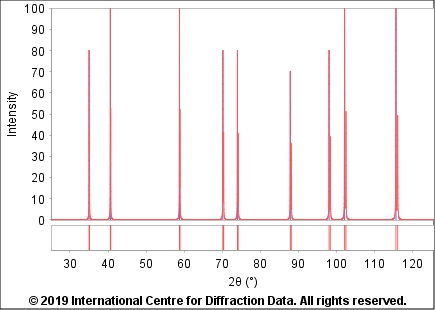 100
90
80
70
60
50
40
30
20
10
0
Intensity
30 40 50 60 70 80 90 100 110 120
2θ (°)
© 2019 International Centre for Diffraction Data. All rights reserved.